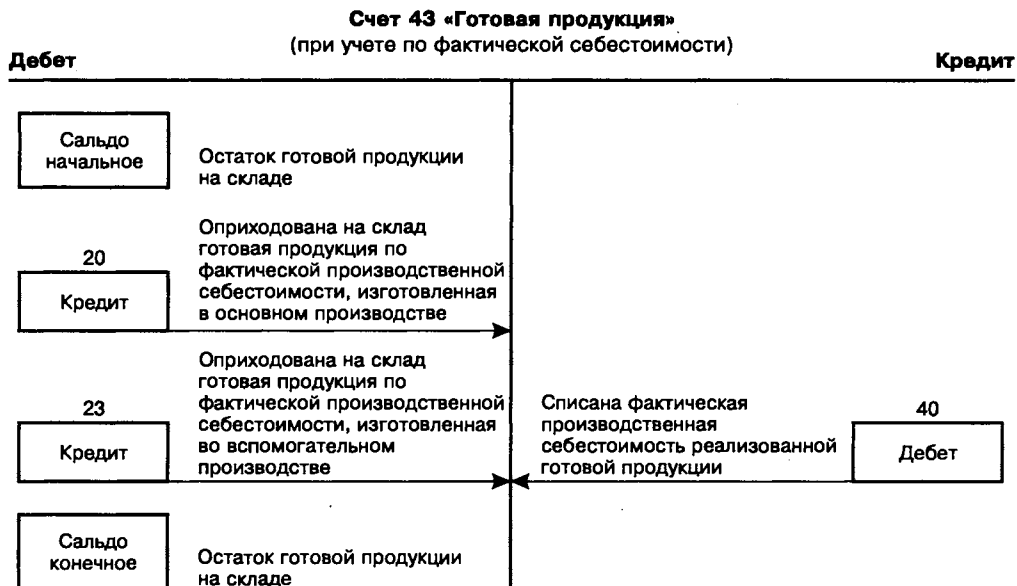 Счет 43 «Готовая продукция»
(при учете по фактической себестоимости)
Дебет
Кредит
Сальдо
начальное
Остаток готовой продукции
на складе
20
Кредит
Оприходована на склад
готовая продукция по
фактической производственной
себестоимости, изготовленная
в основном производстве
23
Кредит
Оприходована на склад
готовая продукция по
фактической производственной
себестоимости, изготовленная
во вспомогательном
производстве
Списана фактическая
производственная
себестоимость реализованной
готовой продукции
40
Дебет
Сальдо
конечное
Остаток готовой продукции
на складе